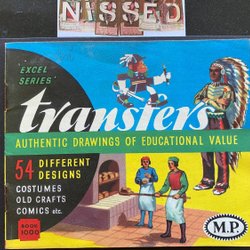 NISSED
"EXCEL
SERIES"
transfers
AUTHENTIC DRAWINGS OF EDUCATIONAL VALUE
54 DIFFERENT
DESIGNS
COSTUMES
OLD CRAFTS
COMICS etc.
BOOK
1000
M.P.